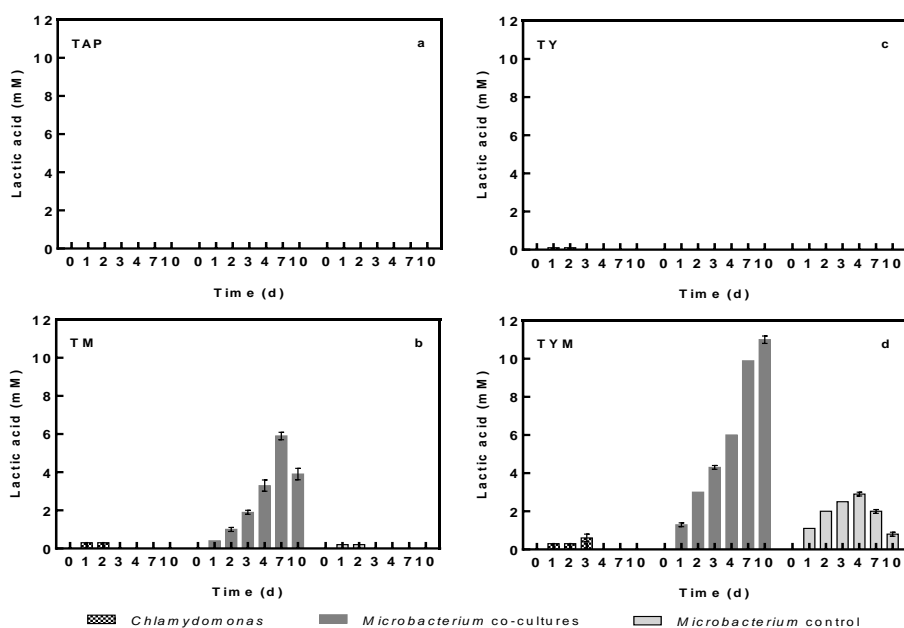 12
10
8
6
4
2
0
Lactic acid (mM)
TAP a
0 1 2 3 4 7 10 0 1 2 3 4 7 10 0 1 2 3 4 7 10
Time (d)
12
10
8
6
4
2
0
Lactic acid (mM)
TY c
0 1 2 3 4 7 10 0 1 2 3 4 7 10 0 1 2 3 4 7 10
Time (d)
12
10
8
6
4
2
0
Lactic acid (mM)
TM b
0 1 2 3 4 7 10 0 1 2 3 4 7 10 0 1 2 3 4 7 10
Time (d)
12
10
8
6
4
2
0
Lactic acid (mM)
TYM d
0 1 2 3 4 7 10 0 1 2 3 4 7 10 0 1 2 3 4 7 10
Time (d)
Chlamydomonas Microbacterium co-cultures Microbacterium control